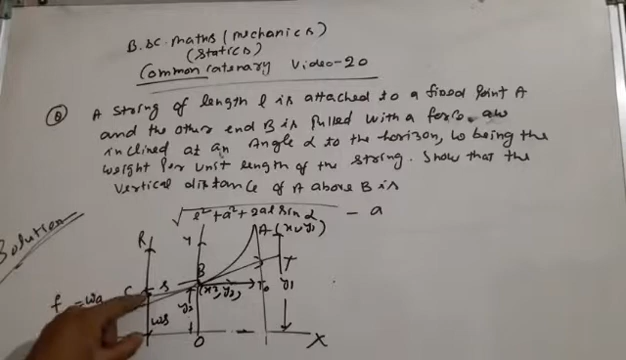 B.sc. maths (mechanics)
(statics)
Common catenary Video-20
Q A string of length l is attached to a fixed point A
and the other end B is pulled with a force aw
inclined at an Angle α to the horizon, w being the
weight per unit length of the string. Show that the
vertical distance of A above B is
√l²+a²+2al sin α - a
Solution
R Y A(x1, y1)
B T
C s (x2, y2) T0 y1
f = wa y2
ws
O X